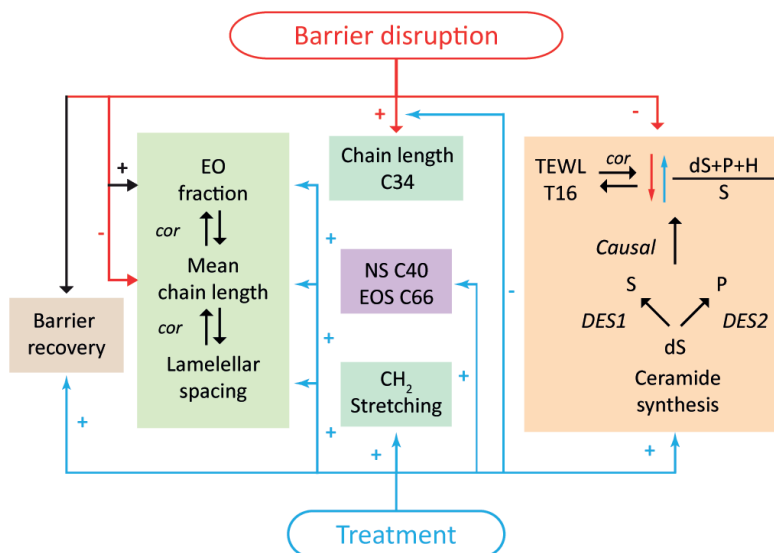 Barrier disruption
+
-
+
-
EO
fraction
cor
Mean
chain length
cor
Lamelellar
spacing
Chain length
C34
NS C40
EOS C66
CH2
Stretching
TEWL
T16
cor
dS+P+H
S
Causal
S
P
DES1
DES2
dS
Ceramide
synthesis
Barrier
recovery
+
+
+
+
-
+
+
+
+
Treatment